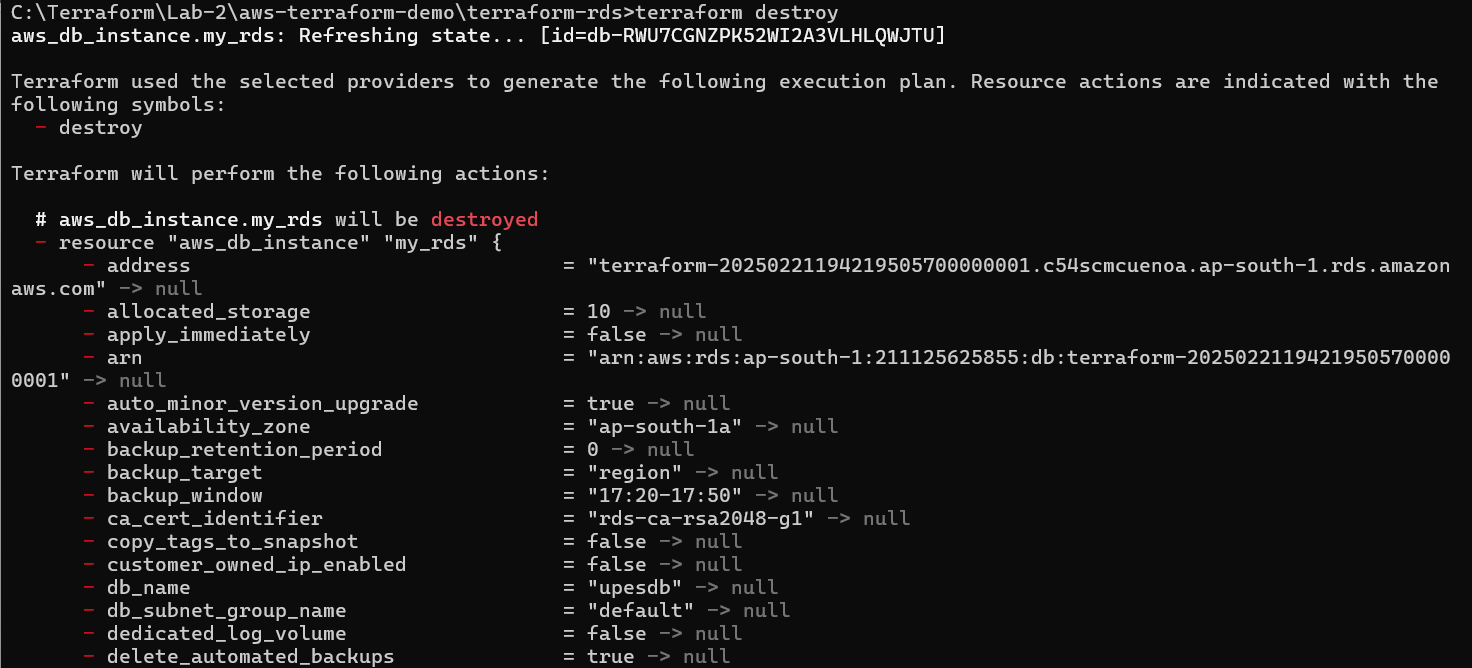 C:\Terraform\Lab-2\aws-terraform-demo\terraform-rds>terraform destroy
aws_db_instance.my_rds: Refreshing state... [id=db-RWU7CGNZPK52WI2A3VLHLQWJTU]
Terraform used the selected providers to generate the following execution plan. Resource actions are indicated with the
following symbols:
- destroy
Terraform will perform the following actions:
# aws_db_instance.my_rds will be destroyed
- resource "aws_db_instance" "my_rds" {
- address = "terraform-20250221194219505700000001.c54scmcuenoa.ap-south-1.rds.amazon
aws.com" -> null
- allocated_storage = 10 -> null
- apply_immediately = false -> null
- arn = "arn:aws:rds:ap-south-1:211125625855:db:terraform-2025022119421950570000
0001" -> null
- auto_minor_version_upgrade = true -> null
- availability_zone = "ap-south-1a" -> null
- backup_retention_period = 0 -> null
- backup_target = "region" -> null
- backup_window = "17:20-17:50" -> null
- ca_cert_identifier = "rds-ca-rsa2048-g1" -> null
- copy_tags_to_snapshot = false -> null
- customer_owned_ip_enabled = false -> null
- db_name = "upesdb" -> null
- db_subnet_group_name = "default" -> null
- dedicated_log_volume = false -> null
- delete_automated_backups = true -> null